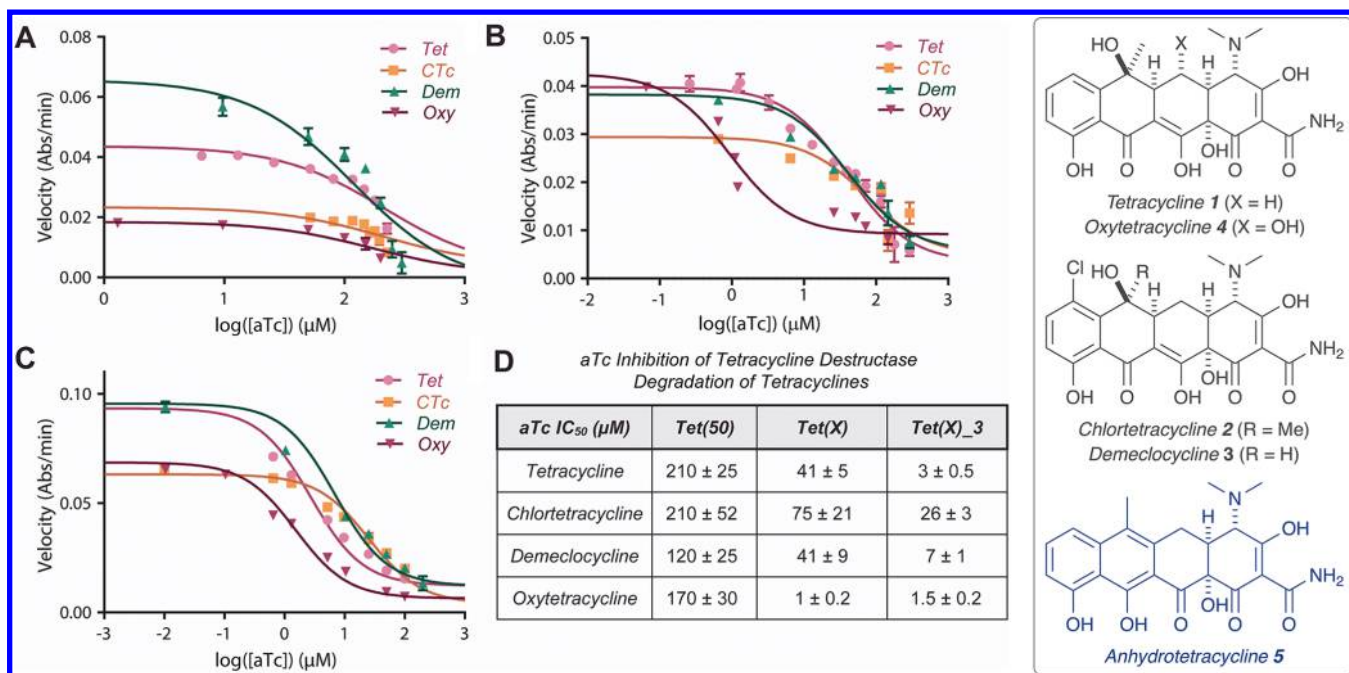 A
0.08
0.06
0.04
0.02
0.00
Velocity (Abs/min)
0
1
2
3
log([aTc]) (μM)
Tet
CTc
Dem
Oxy
B
0.05
0.04
0.03
0.02
0.01
0.00
Velocity (Abs/min)
-2
-1
0
1
2
3
log([aTc]) (μM)
Tet
CTc
Dem
Oxy
C
0.10
0.05
0.00
Velocity (Abs/min)
-3
-2
-1
0
1
2
3
log([aTc]) (μM)
Tet
CTc
Dem
Oxy
D
aTc Inhibition of Tetracycline Destructase
Degradation of Tetracyclines
aTc IC50 (μM) Tet(50) Tet(X) Tet(X)_3
Tetracycline 210 ± 25 41 ± 5 3 ± 0.5
Chlortetracycline 210 ± 52 75 ± 21 26 ± 3
Demeclocycline 120 ± 25 41 ± 9 7 ± 1
Oxytetracycline 170 ± 30 1 ± 0.2 1.5 ± 0.2
HO X N
H H OH
NH2
OH O OH OH O O
Tetracycline 1 (X = H)
Oxytetracycline 4 (X = OH)
Cl HO R N
H H OH
NH2
OH O OH OH O O
Chlortetracycline 2 (R = Me)
Demeclocycline 3 (R = H)
N
H OH
NH2
OH OH O OH O O
Anhydrotetracycline 5